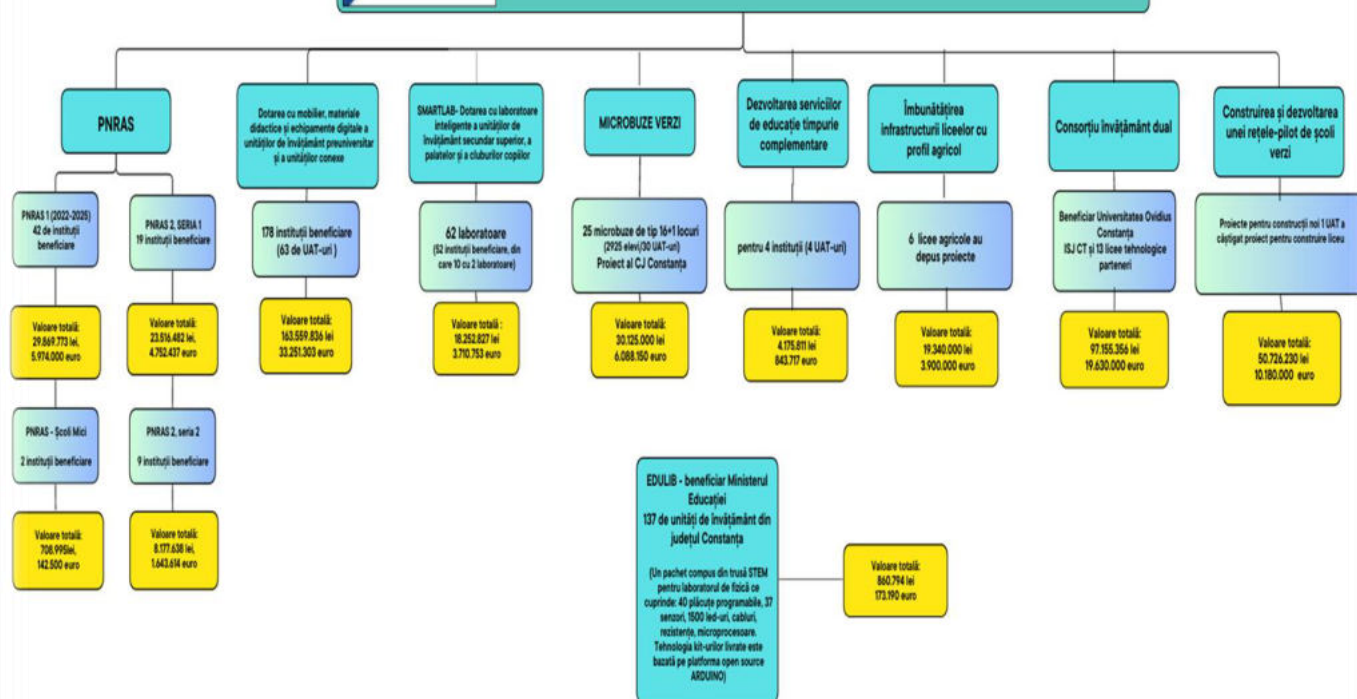 PNRAS
PNRAS 1 (2022-2025)
42 de instituții
beneficiare
Valoare totală:
29.869.773 lei,
5.974.000 euro
PNRAS - Școli Mici
2 instituții beneficiare
Valoare totală:
708.995lei,
142.500 euro
PNRAS 2, SERIA 1
19 instituții beneficiare
Valoare totală:
23.516.482 lei
4.752.437 euro
PNRAS 2, seria 2
9 instituții beneficiare
Valoare totală:
8.177.638 lei
1.643.614 euro
Dotarea cu mobilier, materiale
didactice și echipamente digitale a
unităților de învățământ preuniversitar
și a unităților conexe
178 instituții beneficiare
(63 de UAT-uri )
Valoare totală:
163.559.836 lei
33.251.303 euro
SMARTLAB- Dotarea cu laboratoare
inteligente a unităților de
învățământ secundar superior, a
palatelor și a cluburilor copiilor
62 laboratoare
(52 instituții beneficiare, din
care 10 cu 2 laboratoare)
Valoare totală :
18.252.827 lei
3.710.753 euro
MICROBUZE VERZI
25 microbuze de tip 16+1 locuri
(2925 elevi/30 UAT-uri)
Proiect al CJ Constanța
Valoare totală:
30.125.000 lei
6.088.150 euro
Dezvoltarea serviciilor
de educație timpurie
complementare
pentru 4 instituții (4 UAT-uri)
Valoare totală:
4.175.811 lei
843.717 euro
Îmbunătățirea
infrastructurii liceelor cu
profil agricol
6 licee agricole au
depus proiecte
Valoare totală:
19.340.000 lei
3.900.000 euro
Consorțiu învățământ dual
Beneficiar Universitatea Ovidius
Constanța
ISJ CT și 13 licee tehnologice
partenere
Valoare totală:
97.155.356 lei
19.630.000 euro
Construirea și dezvoltarea
unei rețele-pilot de școli
verzi
Proiecte pentru construcții noi 1 UAT a
câștigat proiect pentru construire liceu
Valoare totală:
50.726.230 lei
10.180.000 euro
EDULIB - beneficiar Ministerul
Educației
137 de unități de învățământ din
județul Constanța
(Un pachet compus din trusă STEM
pentru laboratorul de fizică ce
cuprinde: 40 plăcuțe programabile, 37
senzori, 1500 led-uri, cabluri,
rezistențe, microprocesoare.
Tehnologia kit-urilor livrate este
bazată pe platforma open source
ARDUINO)
Valoare totală:
860.794 lei
173.190 euro